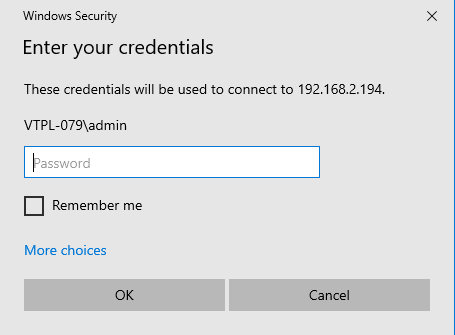 Windows Security
Enter your credentials
These credentials will be used to connect to 192.168.2.194.
VTPL-079\admin
Password
Remember me
More choices
OK
Cancel